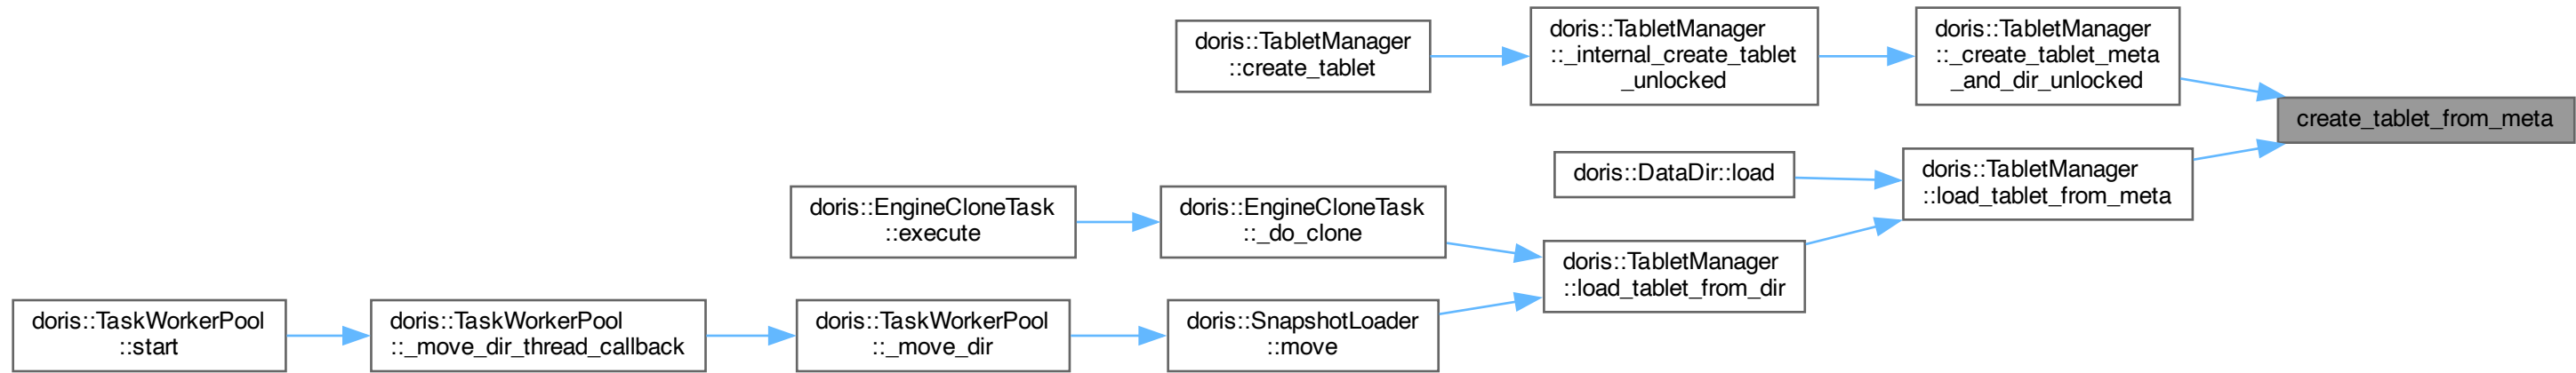 doris::TabletManager
::create_tablet
doris::TabletManager
::_internal_create_tablet
_unlocked
doris::TabletManager
::_create_tablet_meta
_and_dir_unlocked
create_tablet_from_meta
doris::DataDir::load
doris::TabletManager
::load_tablet_from_meta
doris::EngineCloneTask
::execute
doris::EngineCloneTask
::_do_clone
doris::TabletManager
::load_tablet_from_dir
doris::TaskWorkerPool
::start
doris::TaskWorkerPool
::_move_dir_thread_callback
doris::TaskWorkerPool
::_move_dir
doris::SnapshotLoader
::move